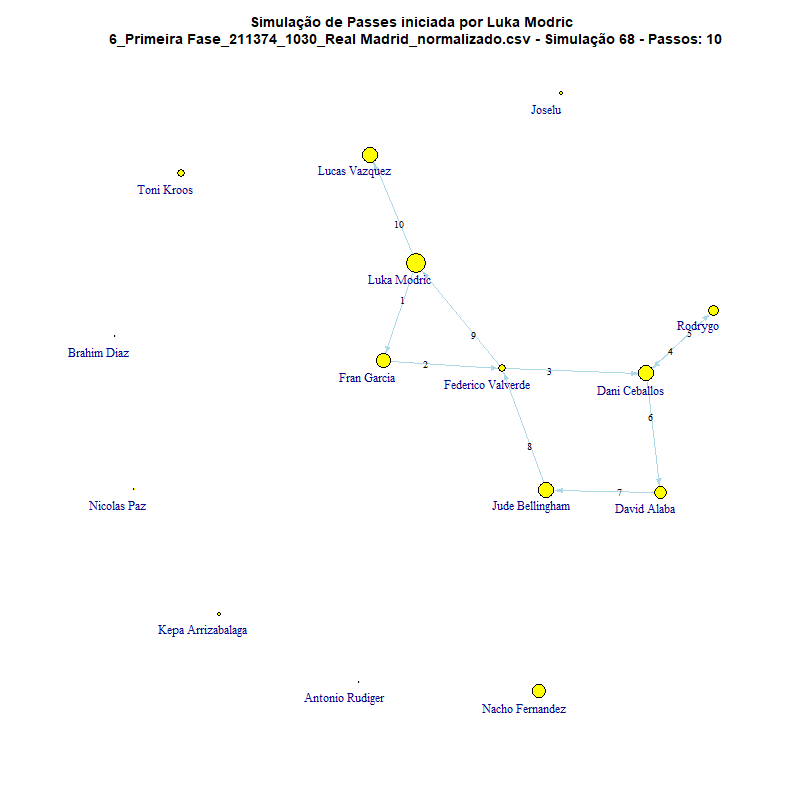 Simulação de Passes iniciada por Luka Modric
6_Primeira Fase_211374_1030_Real Madrid_normalizado.csv - Simulação 68 - Passos: 10
Joselu
Lucas Vazquez
Toni Kroos
10
Luka Modric
1
Rodrygo
9
5
Brahim Diaz
4
2
3
Fran Garcia
Federico Valverde
Dani Ceballos
6
8
7
Nicolas Paz
Jude Bellingham
David Alaba
Kepa Arrizabalaga
Antonio Rudiger
Nacho Fernandez